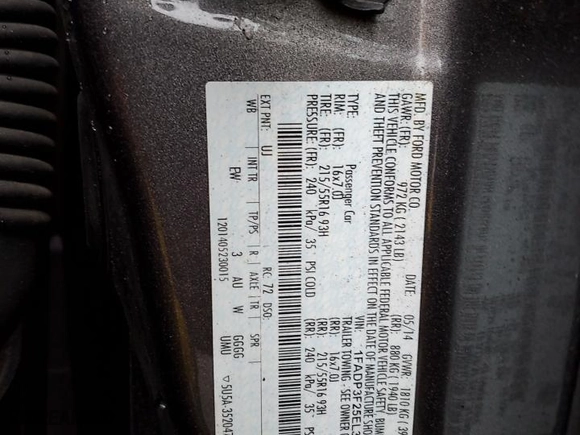 MFD. BY FORD MOTOR CO.
DATE: 05/14 GVWR: 1810 KG
GAWR: (FR): 972 KG (2143 LB) (RR): 880 KG (1940 LB)
THIS VEHICLE CONFORMS TO ALL APPLICABLE FEDERAL MOTOR VEHICLE SAFETY,
AND THEFT PREVENTION STANDARDS IN EFFECT ON THE DATE OF MANUFACTURE
VIN: 1FADP3F25EL3
TYPE: Passenger Car TRAILER TOWING - SEE OWNER
RIM: (FR): 16x7.0J (RR): 16x7.0J
TIRE: (FR): 215/55R16 93H (RR): 215/55R16 93H
PRESSURE: (FR): 240 kPa/ 35 PSI COLD (RR): 240 kPa/ 35
EXT PNT: UJ RC: 72 DSO:
WB INT TR TP/PS R AXLE TR SPR
EW 3 AU W GGGG UMU
1201405230015